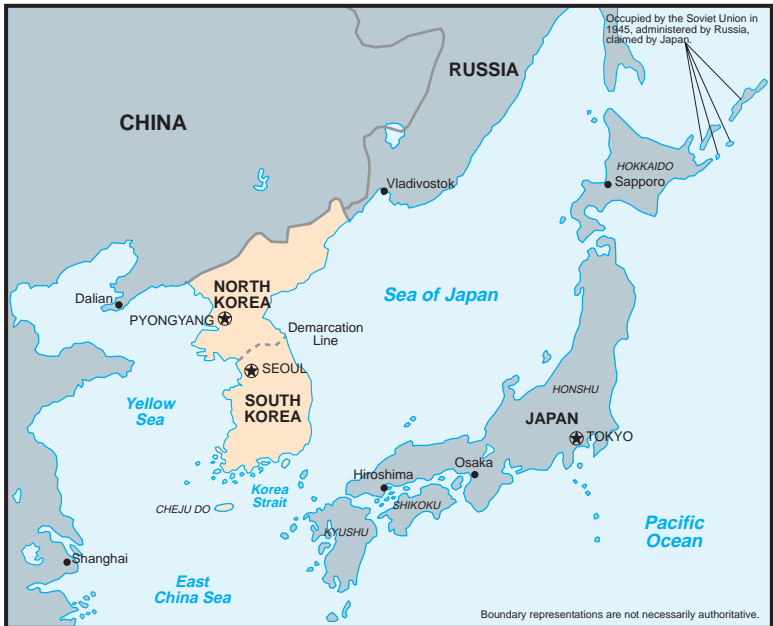 Occupied by the Soviet Union in
1945, administered by Russia,
claimed by Japan.
RUSSIA
CHINA
HOKKAIDO
Sapporo
Vladivostok
Sea of Japan
NORTH
KOREA
Dalian
PYONGYANG
Demarcation
Line
SEOUL
HONSHU
Yellow
Sea
SOUTH
KOREA
JAPAN
TOKYO
Osaka
Hiroshima
Korea
Strait
CHEJU DO
SHIKOKU
KYUSHU
Pacific
Ocean
Shanghai
East
China Sea
Boundary representations are not necessarily authoritative.